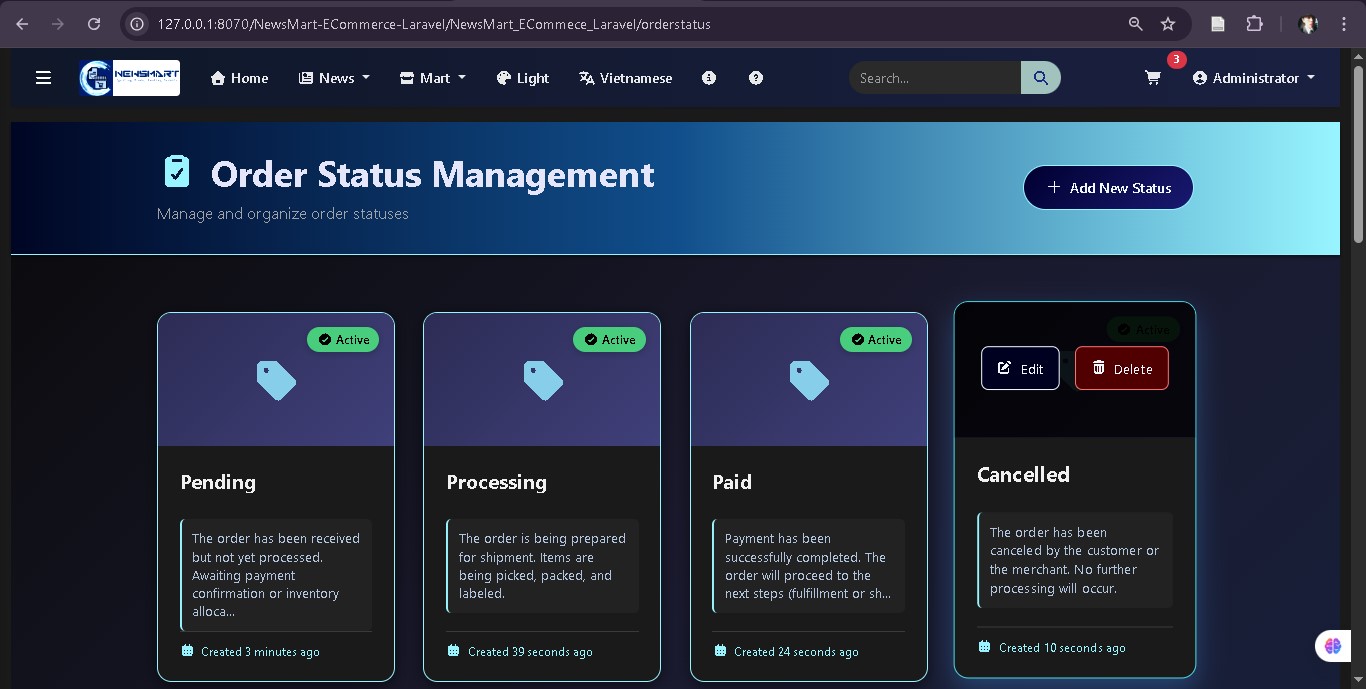 127.0.0.1:8070/NewsMart-ECommerce-Laravel/NewsMart_ECommece_Laravel/orderstatus
NEWSMART
Home
News
Mart
Light
Vietnamese
Search...
3
Administrator
Order Status Management
Manage and organize order statuses
Add New Status
Active
Pending
The order has been received
but not yet processed.
Awaiting payment
confirmation or inventory
alloca...
Created 3 minutes ago
Active
Processing
The order is being prepared
for shipment. Items are
being picked, packed, and
labeled.
Created 39 seconds ago
Active
Paid
Payment has been
successfully completed. The
order will proceed to the
next steps (fulfillment or sh...
Created 24 seconds ago
Active
Edit
Delete
Cancelled
The order has been
canceled by the customer or
the merchant. No further
processing will occur.
Created 10 seconds ago